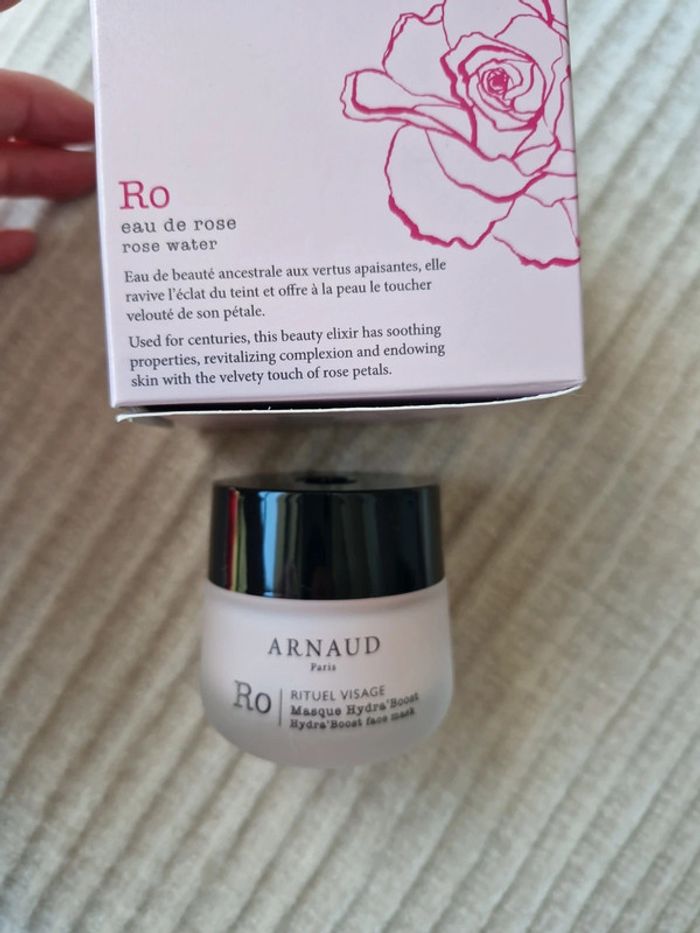 Ro
eau de rose
rose water
Eau de beauté ancestrale aux vertus apaisantes, elle
ravive l'éclat du teint et offre à la peau le toucher
velouté de son pétale.
Used for centuries, this beauty elixir has soothing
properties, revitalizing complexion and endowing
skin with the velvety touch of rose petals.
ARNAUD
Paris
Ro
RITUEL VISAGE
Masque Hydra'Boost
Hydra'Boost face mask